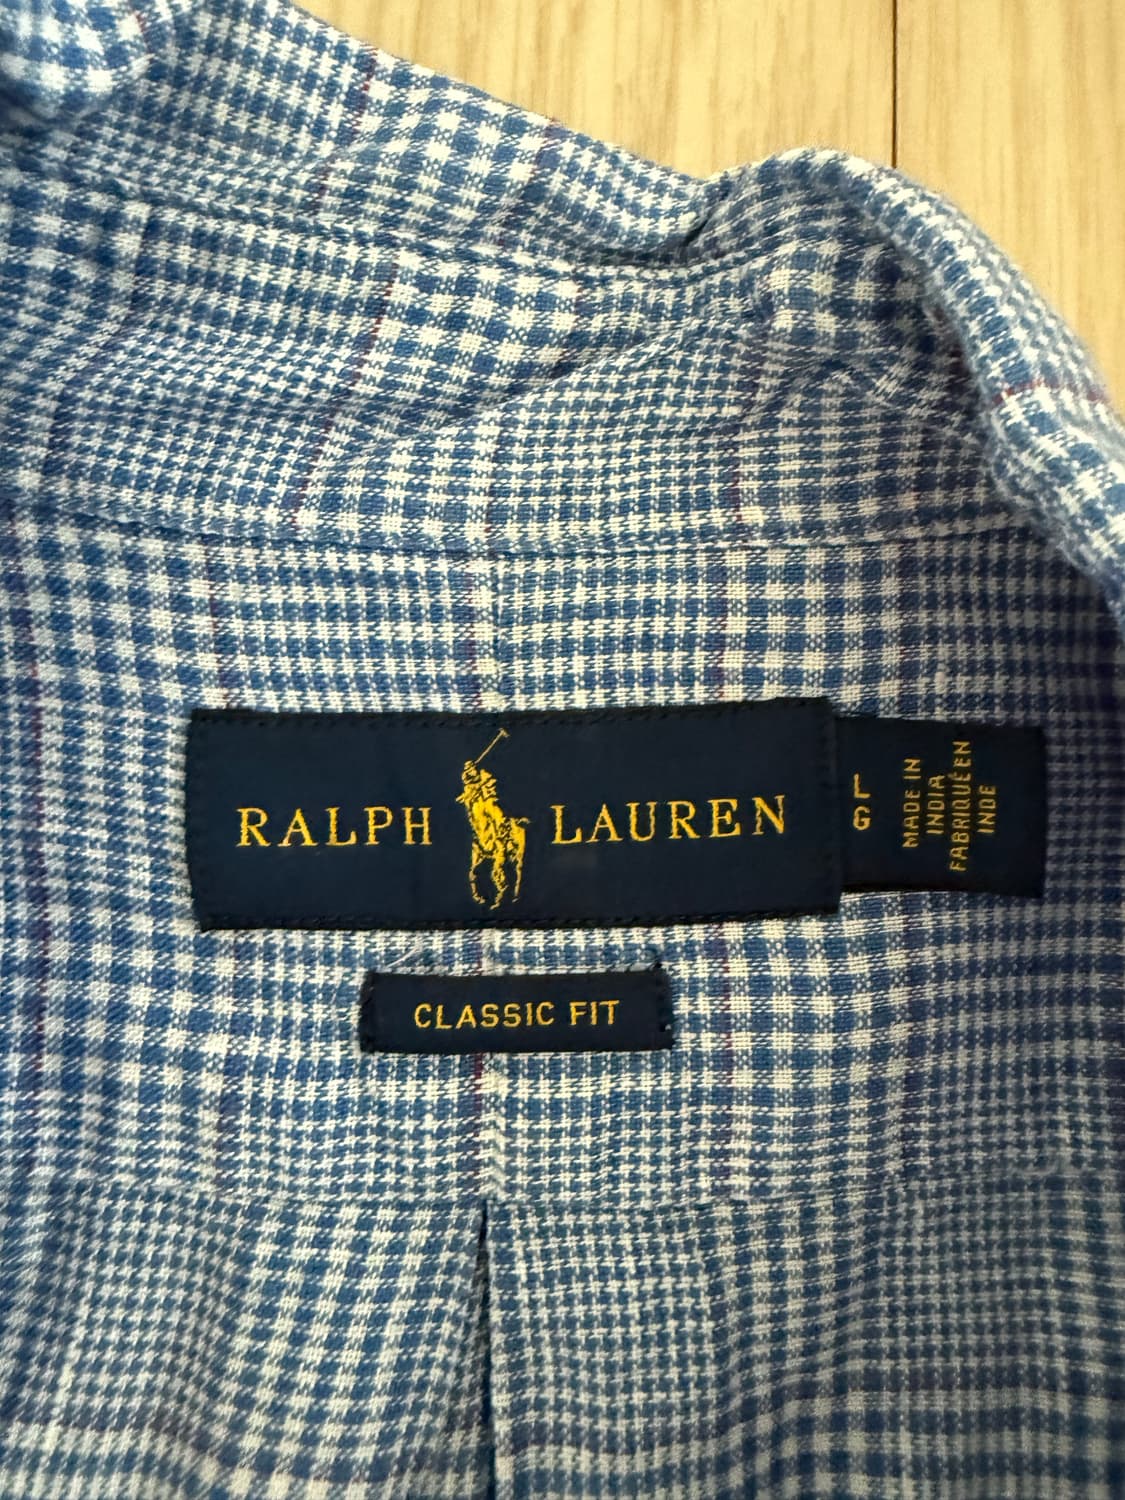 RALPH LAUREN
L
G
MADE IN
INDIA
FABRIQUÉ EN
INDE
CLASSIC FIT